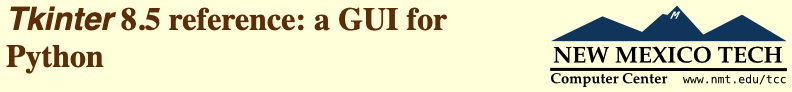 Tkinter 8.5 reference: a GUI for
Python
M
NEW MEXICO TECH
Computer Center www.nmt.edu/tcc